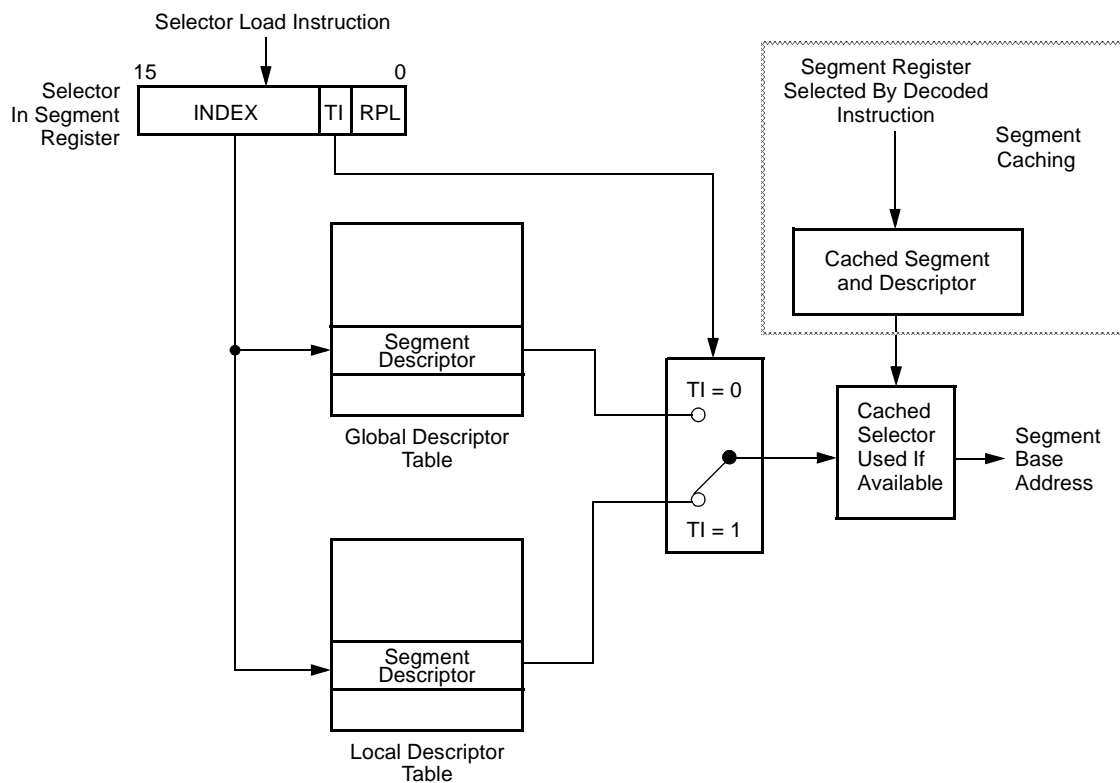 Selector Load Instruction
15 0
Selector
In Segment
Register
INDEX TI RPL
Segment Register
Selected By Decoded
Instruction
Segment
Caching
Cached Segment
and Descriptor
Segment
Descriptor
Global Descriptor
Table
TI = 0
TI = 1
Cached
Selector
Used If
Available
Segment
Base
Address
Segment
Descriptor
Local Descriptor
Table